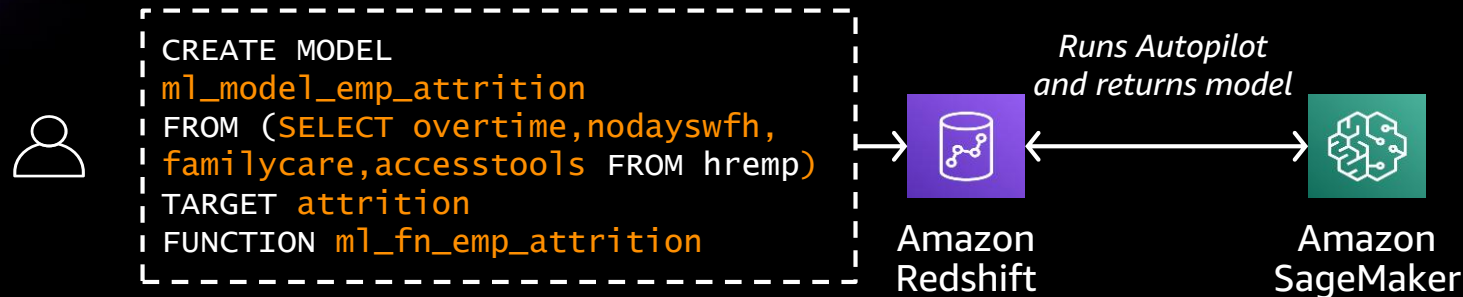 CREATE MODEL
ml_model_emp_attrition
FROM (SELECT overtime,nodayswfh,
familycare,accesstools FROM hremp)
TARGET attrition
FUNCTION ml_fn_emp_attrition
Runs Autopilot
and returns model
Amazon
Redshift
Amazon
SageMaker